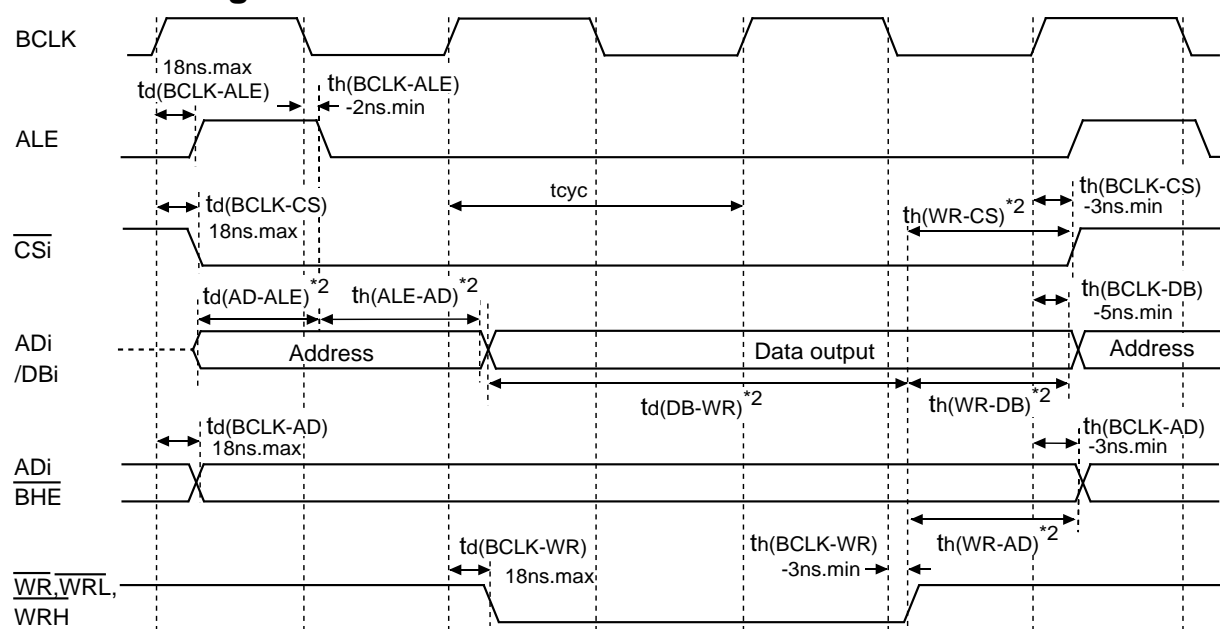 BCLK
18ns.max
td(BCLK-ALE)
th(BCLK-ALE)
-2ns.min
ALE
tcyc
td(BCLK-CS)
18ns.max
th(WR-CS)*2
th(BCLK-CS)
-3ns.min
CSi
td(AD-ALE)*2
th(ALE-AD)*2
th(BCLK-DB)
-5ns.min
ADi
/DBi
Address
Data output
Address
td(DB-WR)*2
th(WR-DB)*2
td(BCLK-AD)
18ns.max
th(BCLK-AD)
-3ns.min
ADi
BHE
th(WR-AD)*2
td(BCLK-WR)
18ns.max
th(BCLK-WR)
-3ns.min
WR,WRL,
WRH